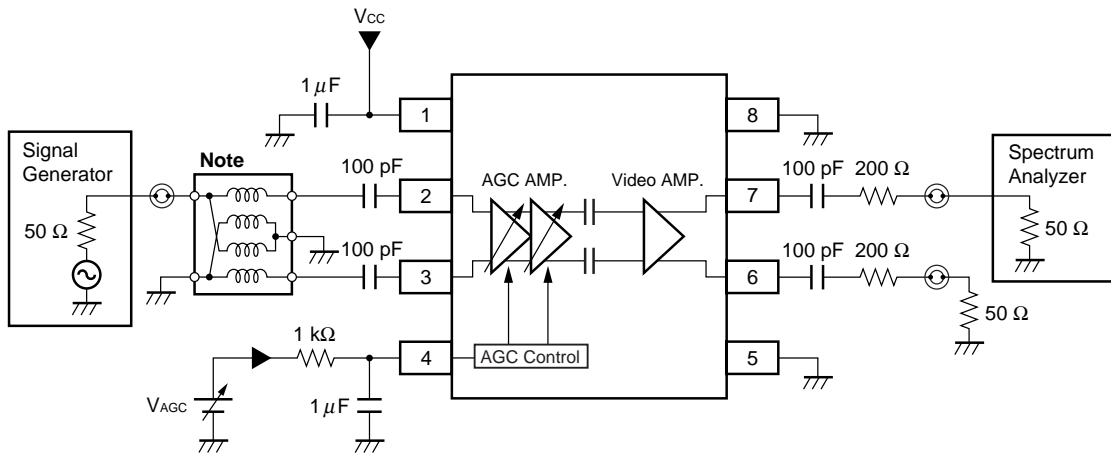 VCC
1 μF
1
8
Signal
Generator
50 Ω
Note
100 pF
2
AGC AMP.
Video AMP.
7
100 pF
200 Ω
Spectrum
Analyzer
50 Ω
100 pF
3
6
100 pF
200 Ω
50 Ω
1 kΩ
4
AGC Control
5
VAGC
1 μF